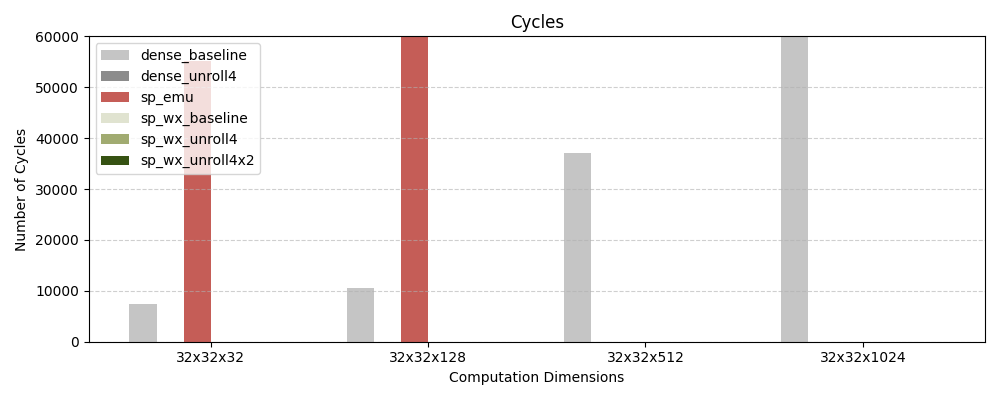 Cycles
60000
50000
40000
30000
20000
10000
0
Number of Cycles
dense_baseline
dense_unroll4
sp_emu
sp_wx_baseline
sp_wx_unroll4
sp_wx_unroll4x2
32x32x32
32x32x128
32x32x512
32x32x1024
Computation Dimensions